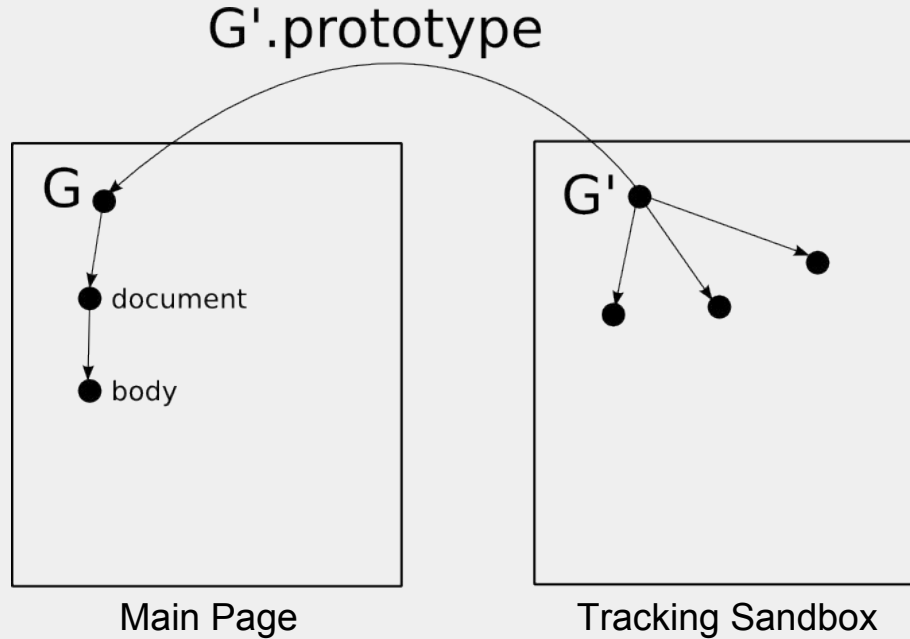 G'.prototype
G
G'
document
body
Main Page
Tracking Sandbox